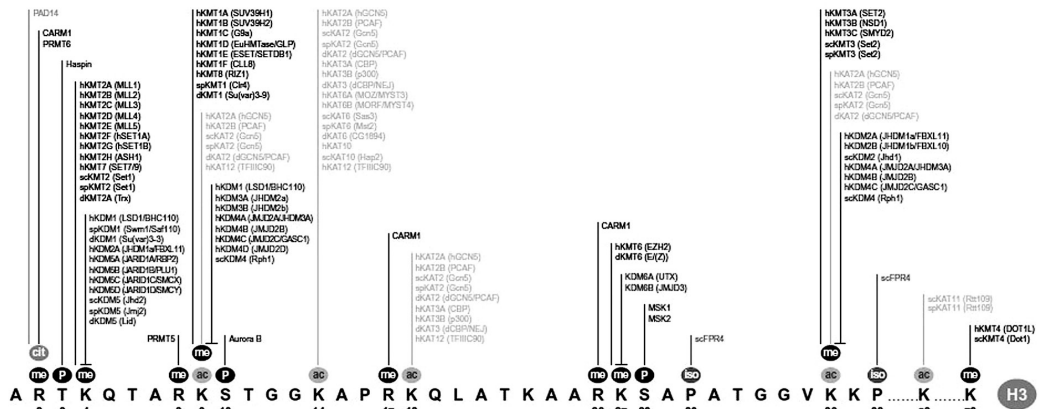 PAD14
CARM1
PRMT6
Haspin
hKMT2A (MLL1)
hKMT2B (MLL2)
hKMT2C (MLL3)
hKMT2D (MLL4)
hKMT2E (MLL5)
hKMT2F (hSET1A)
hKMT2G (hSET1B)
hKMT2H (ASH1)
hKMT7 (SET7/9)
scKMT2 (Set1)
spKMT2 (Set1)
dKMT2A (Trx)
hKDM1 (LSD1/BHC110)
spKDM1 (Swm1/Saf110)
dKDM1 (Su(var)3-3)
hKDM2A (JHDM1a/FBXL11)
hKDM5A (JARID1A/RBP2)
hKDM5B (JARID1B/PLU1)
hKDM5C (JARID1C/SMCX)
hKDM5D (JARID1D/SMCY)
scKDM5 (Jhd2)
spKDM5 (Jmj2)
dKDM5 (Lid)
PRMT5
hKMT1A (SUV39H1)
hKMT1B (SUV39H2)
hKMT1C (G9a)
hKMT1D (EuHMTase/GLP)
hKMT1E (ESET/SETDB1)
hKMT1F (CLL8)
hKMT8 (RIZ1)
spKMT1 (Clr4)
dKMT1 (Su(var)3-9)
hKAT2A (hGCN5)
hKAT2B (PCAF)
scKAT2 (Gcn5)
spKAT2 (Gcn5)
dKAT2 (dGCN5/PCAF)
hKAT12 (TFIIIC90)
hKDM1 (LSD1/BHC110)
hKDM3A (JHDM2a)
hKDM3B (JHDM2b)
hKDM4A (JMJD2A/JHDM3A)
hKDM4B (JMJD2B)
hKDM4C (JMJD2C/GASC1)
hKDM4D (JMJD2D)
scKDM4 (Rph1)
Aurora B
hKAT2A (hGCN5)
hKAT2B (PCAF)
scKAT2 (Gcn5)
spKAT2 (Gcn5)
dKAT2 (dGCN5/PCAF)
hKAT3A (CBP)
hKAT3B (p300)
dKAT3 (dCBP/NEJ)
hKAT6A (MOZ/MYST3)
hKAT6B (MORF/MYST4)
scKAT6 (Sas3)
spKAT6 (Mst2)
dKAT6 (CG1894)
hKAT10
scKAT10 (Hap2)
hKAT12 (TFIIIC90)
CARM1
hKAT2A (hGCN5)
hKAT2B (PCAF)
scKAT2 (Gcn5)
spKAT2 (Gcn5)
dKAT2 (dGCN5/PCAF)
hKAT3A (CBP)
hKAT3B (p300)
dKAT3 (dCBP/NEJ)
hKAT12 (TFIIIC90)
CARM1
hKMT6 (EZH2)
dKMT6 (E/(Z))
KDM6A (UTX)
KDM6B (JMJD3)
MSK1
MSK2
scFPR4
hKMT3A (SET2)
hKMT3B (NSD1)
hKMT3C (SMYD2)
scKMT3 (Set2)
spKMT3 (Set2)
hKAT2A (hGCN5)
hKAT2B (PCAF)
scKAT2 (Gcn5)
spKAT2 (Gcn5)
dKAT2 (dGCN5/PCAF)
hKDM2A (JHDM1a/FBXL11)
hKDM2B (JHDM1b/FBXL10)
scKDM2 (Jhd1)
hKDM4A (JMJD2A/JHDM3A)
hKDM4B (JMJD2B)
hKDM4C (JMJD2C/GASC1)
scKDM4 (Rph1)
scFPR4
scKAT11 (Rtt109)
spKAT11 (Rtt109)
hKMT4 (DOT1L)
scKMT4 (Dot1)
cit me me
me P me me ac P ac me ac me me P iso ac iso ac me
A R T K Q T A R K S T G G K A P R K Q L A T K A A R K S A P A T G G V K K P ...... K ...... K H3